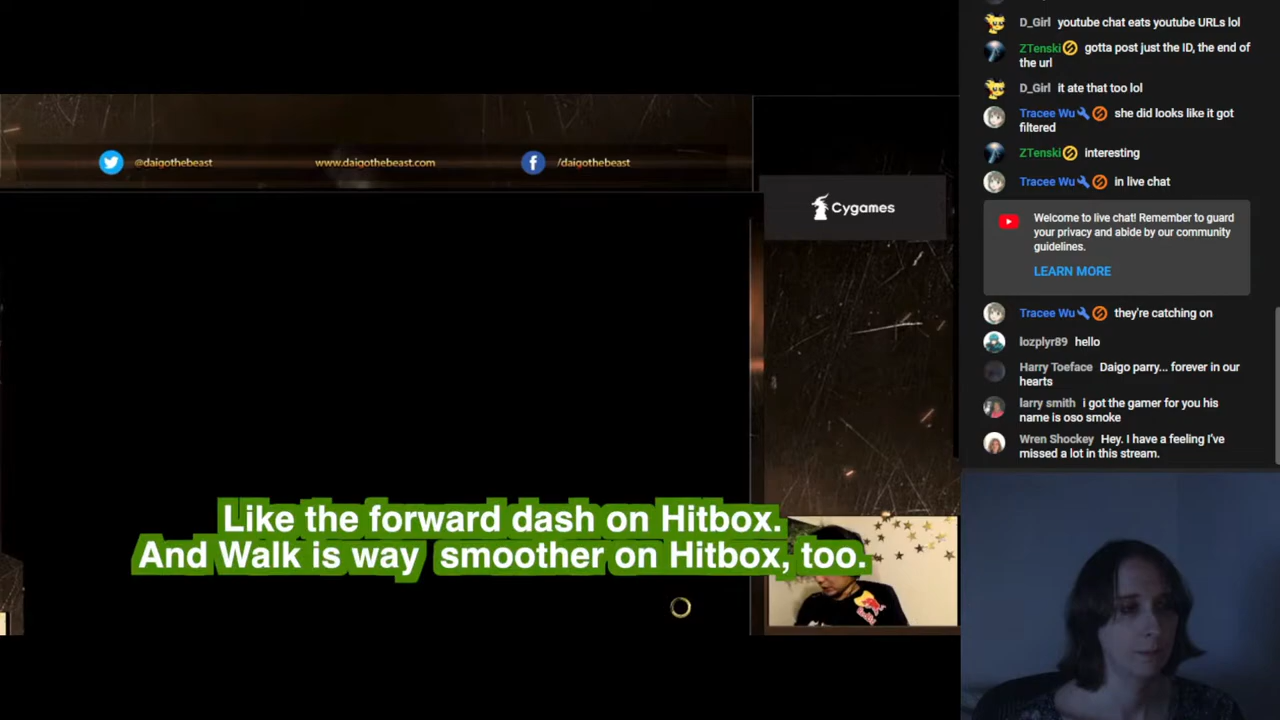 @daigothebeast
www.daigothebeast.com
/daigothebeast
Cygames
Like the forward dash on Hitbox.
And Walk is way smoother on Hitbox, too.
D_Girl youtube chat eats youtube URLs lol
ZTenski gotta post just the ID, the end of
the url
D_Girl it ate that too lol
Tracee Wu she did looks like it got
filtered
ZTenski interesting
Tracee Wu in live chat
Welcome to live chat! Remember to guard
your privacy and abide by our community
guidelines.
LEARN MORE
Tracee Wu they're catching on
lozplyr89 hello
Harry Toeface Daigo parry... forever in our
hearts
larry smith i got the gamer for you his
name is oso smoke
Wren Shockey Hey. I have a feeling I've
missed a lot in this stream.